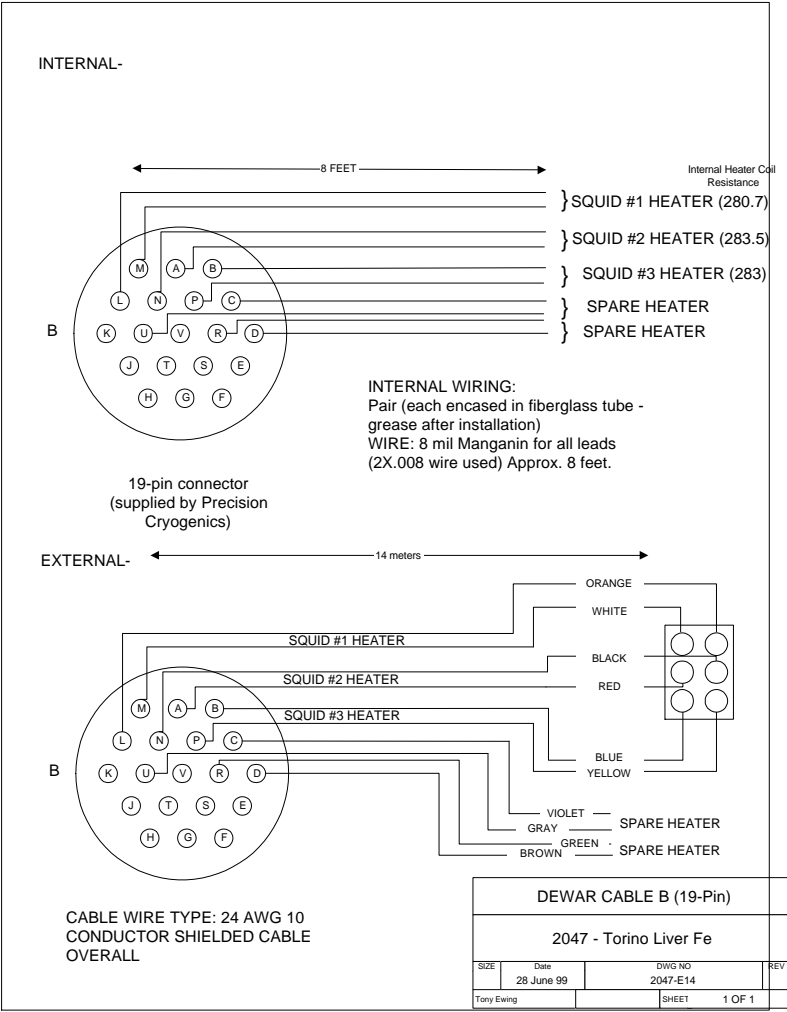 INTERNAL-
8 FEET
Internal Heater Coil
Resistance
SQUID #1 HEATER (280.7)
SQUID #2 HEATER (283.5)
SQUID #3 HEATER (283)
SPARE HEATER
SPARE HEATER
M A B
L N P C
B K U V R D
J T S E
H G F
INTERNAL WIRING:
Pair (each encased in fiberglass tube -
grease after installation)
WIRE: 8 mil Manganin for all leads
(2X.008 wire used) Approx. 8 feet.
19-pin connector
(supplied by Precision
Cryogenics)
EXTERNAL-
14 meters
ORANGE
WHITE
SQUID #1 HEATER
BLACK
SQUID #2 HEATER
RED
SQUID #3 HEATER
M A B
L N P C
B K U V R D
J T S E
H G F
BLUE
YELLOW
VIOLET
GRAY
SPARE HEATER
GREEN
BROWN
SPARE HEATER
CABLE WIRE TYPE: 24 AWG 10
CONDUCTOR SHIELDED CABLE
OVERALL
DEWAR CABLE B (19-Pin)
2047 - Torino Liver Fe
SIZE Date DWG NO REV
28 June 99 2047-E14
Tony Ewing SHEET 1 OF 1